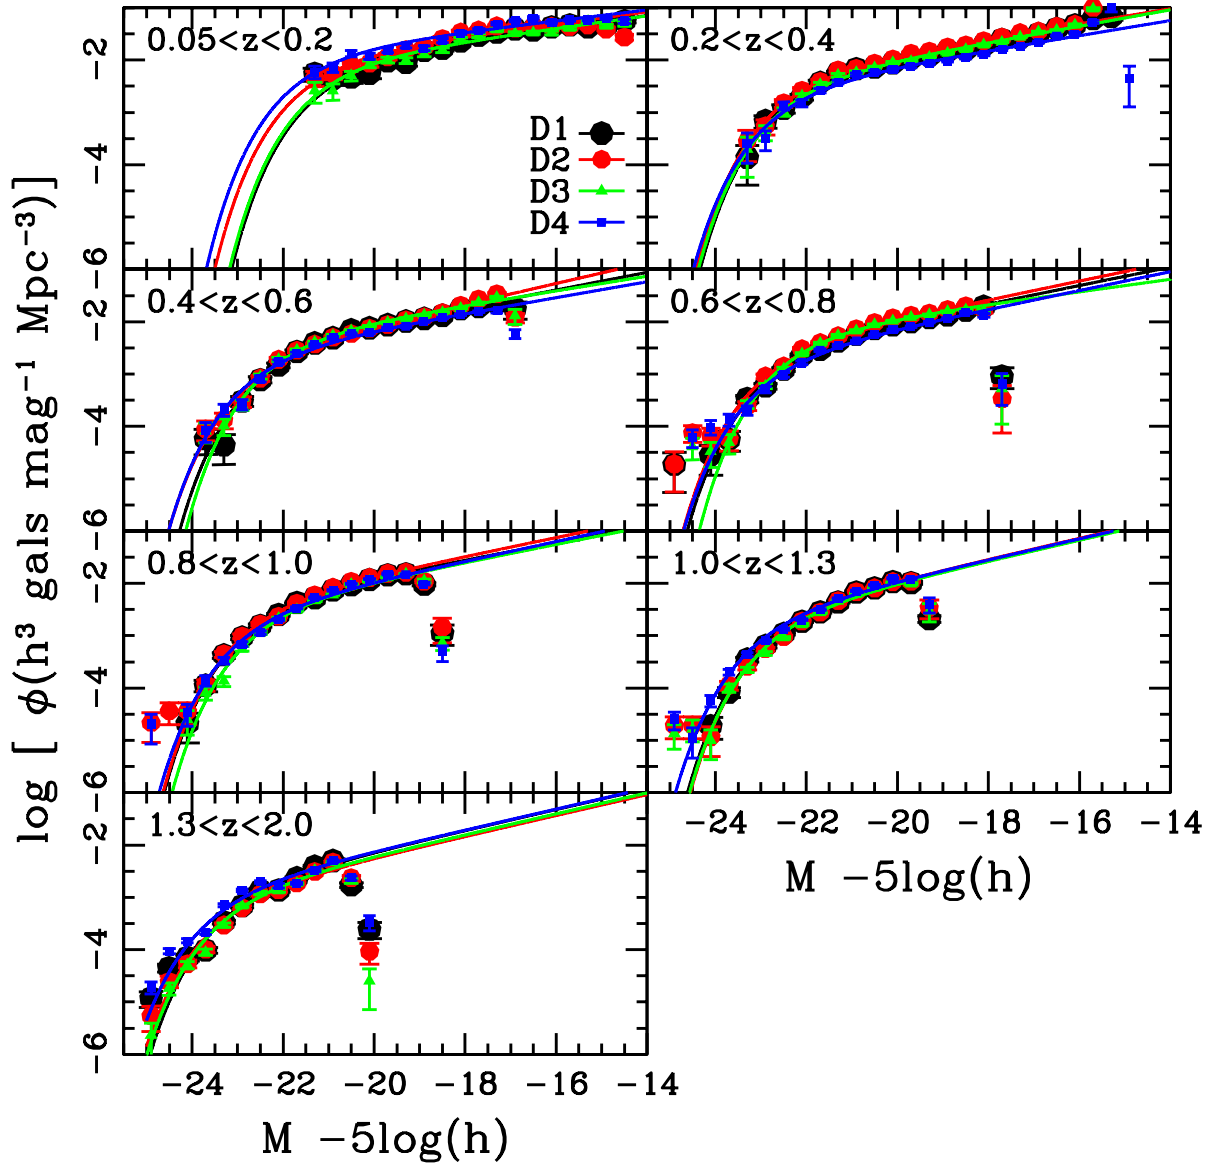 0.05<z<0.2
0.2<z<0.4
D1
D2
D3
D4
-2
-4
-6
0.4<z<0.6
0.6<z<0.8
-2
-4
-6
0.8<z<1.0
1.0<z<1.3
-2
-4
-6
1.3<z<2.0
-24 -22 -20 -18 -16 -14
M -5log(h)
-2
-4
-6
-24 -22 -20 -18 -16 -14
M -5log(h)
log [ ϕ(h³ gals mag⁻¹ Mpc⁻³) ]